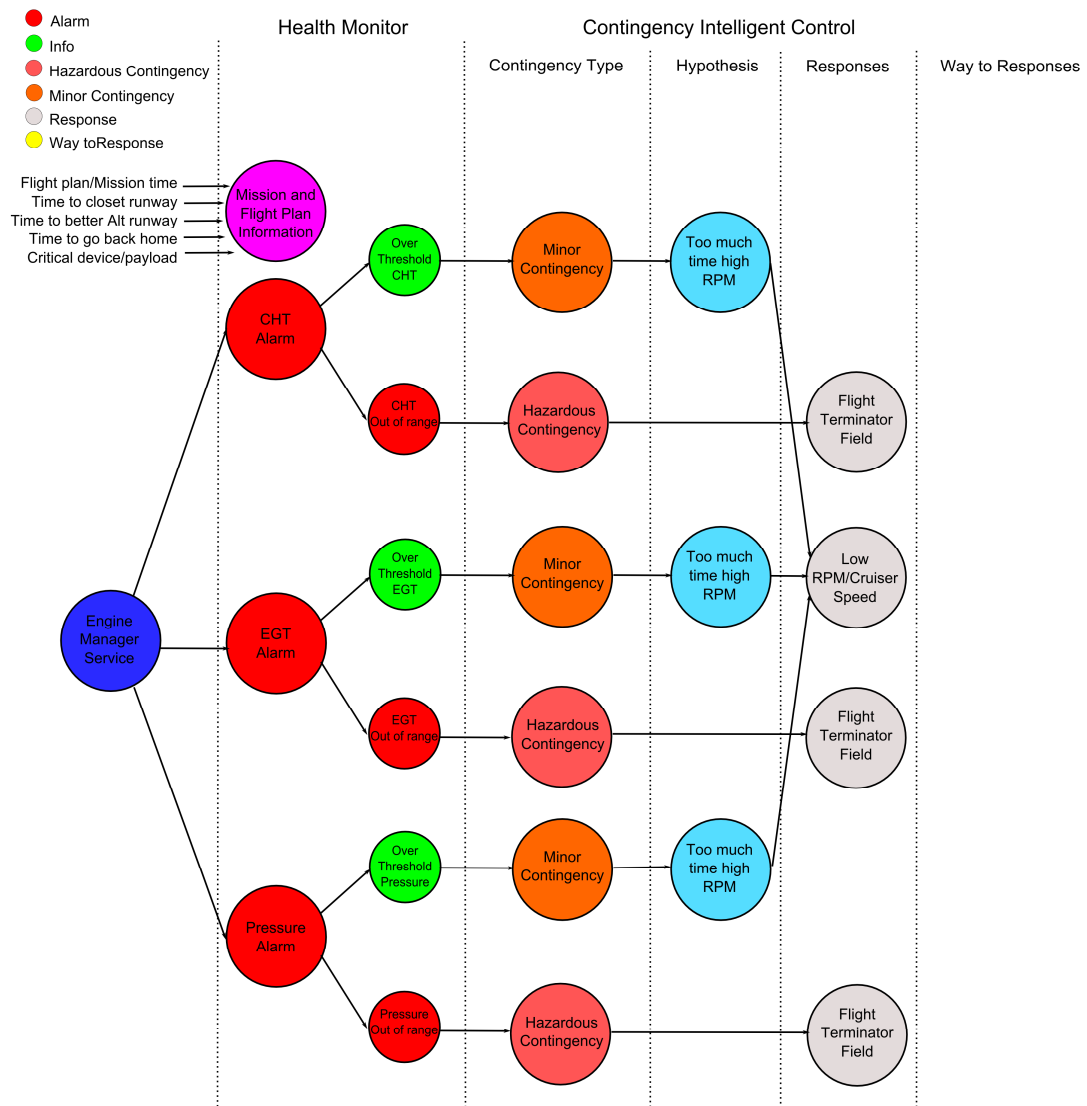 Alarm
Info
Hazardous Contingency
Minor Contingency
Response
Way toResponse
Health Monitor
Contingency Intelligent Control
Contingency Type
Hypothesis
Responses
Way to Responses
Flight plan/Mission time
Time to closet runway
Time to better Alt runway
Time to go back home
Critical device/payload
Mission and
Flight Plan
Information
Over
Threshold
CHT
Minor
Contingency
Too much
time high
RPM
CHT
Alarm
CHT
Out of range
Hazardous
Contingency
Flight
Terminator
Field
Over
Threshold
EGT
Minor
Contingency
Too much
time high
RPM
Low
RPM/Cruiser
Speed
Engine
Manager
Service
EGT
Alarm
EGT
Out of range
Hazardous
Contingency
Flight
Terminator
Field
Over
Threshold
Pressure
Minor
Contingency
Too much
time high
RPM
Pressure
Alarm
Pressure
Out of range
Hazardous
Contingency
Flight
Terminator
Field